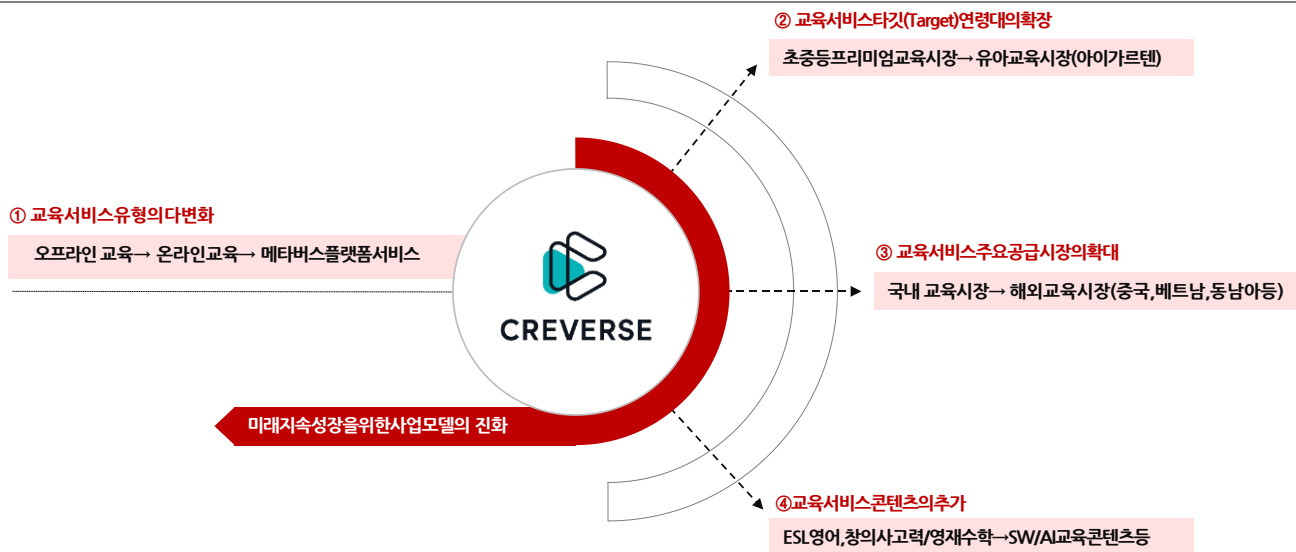 ② 교육서비스타깃(Target)연령대의확장
초중등프리미엄교육시장→유아교육시장(아이가르텐)
① 교육서비스유형의다변화
오프라인 교육→ 온라인교육→ 메타버스플랫폼서비스
CREVERSE
③ 교육서비스주요공급시장의확대
국내 교육시장→ 해외교육시장(중국,베트남,동남아등)
미래지속성장을위한사업모델의 진화
④교육서비스콘텐츠의추가
ESL영어,창의사고력/영재수학→SW/AI교육콘텐츠등